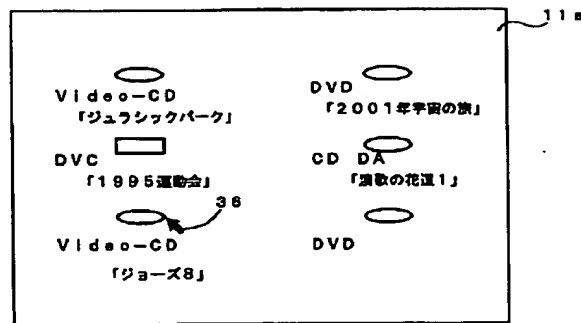 11a
Video-CD
「ジュラシックパーク」
DVD
「2001年宇宙の旅」
DVC
「1995運動会」
CD DA
「演歌の花道1」
36
Video-CD
「ジョーズ8」
DVD